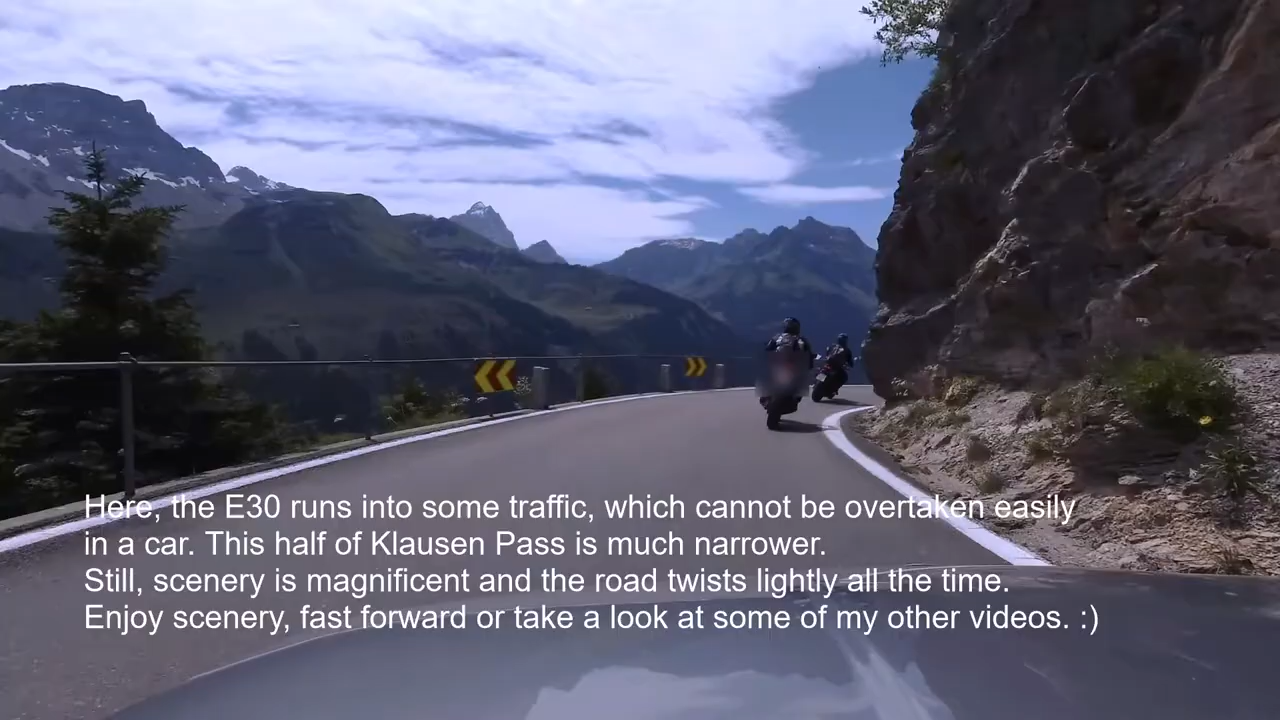 Here, the E30 runs into some traffic, which cannot be overtaken easily
in a car. This half of Klausen Pass is much narrower.
Still, scenery is magnificent and the road twists lightly all the time.
Enjoy scenery, fast forward or take a look at some of my other videos. :)